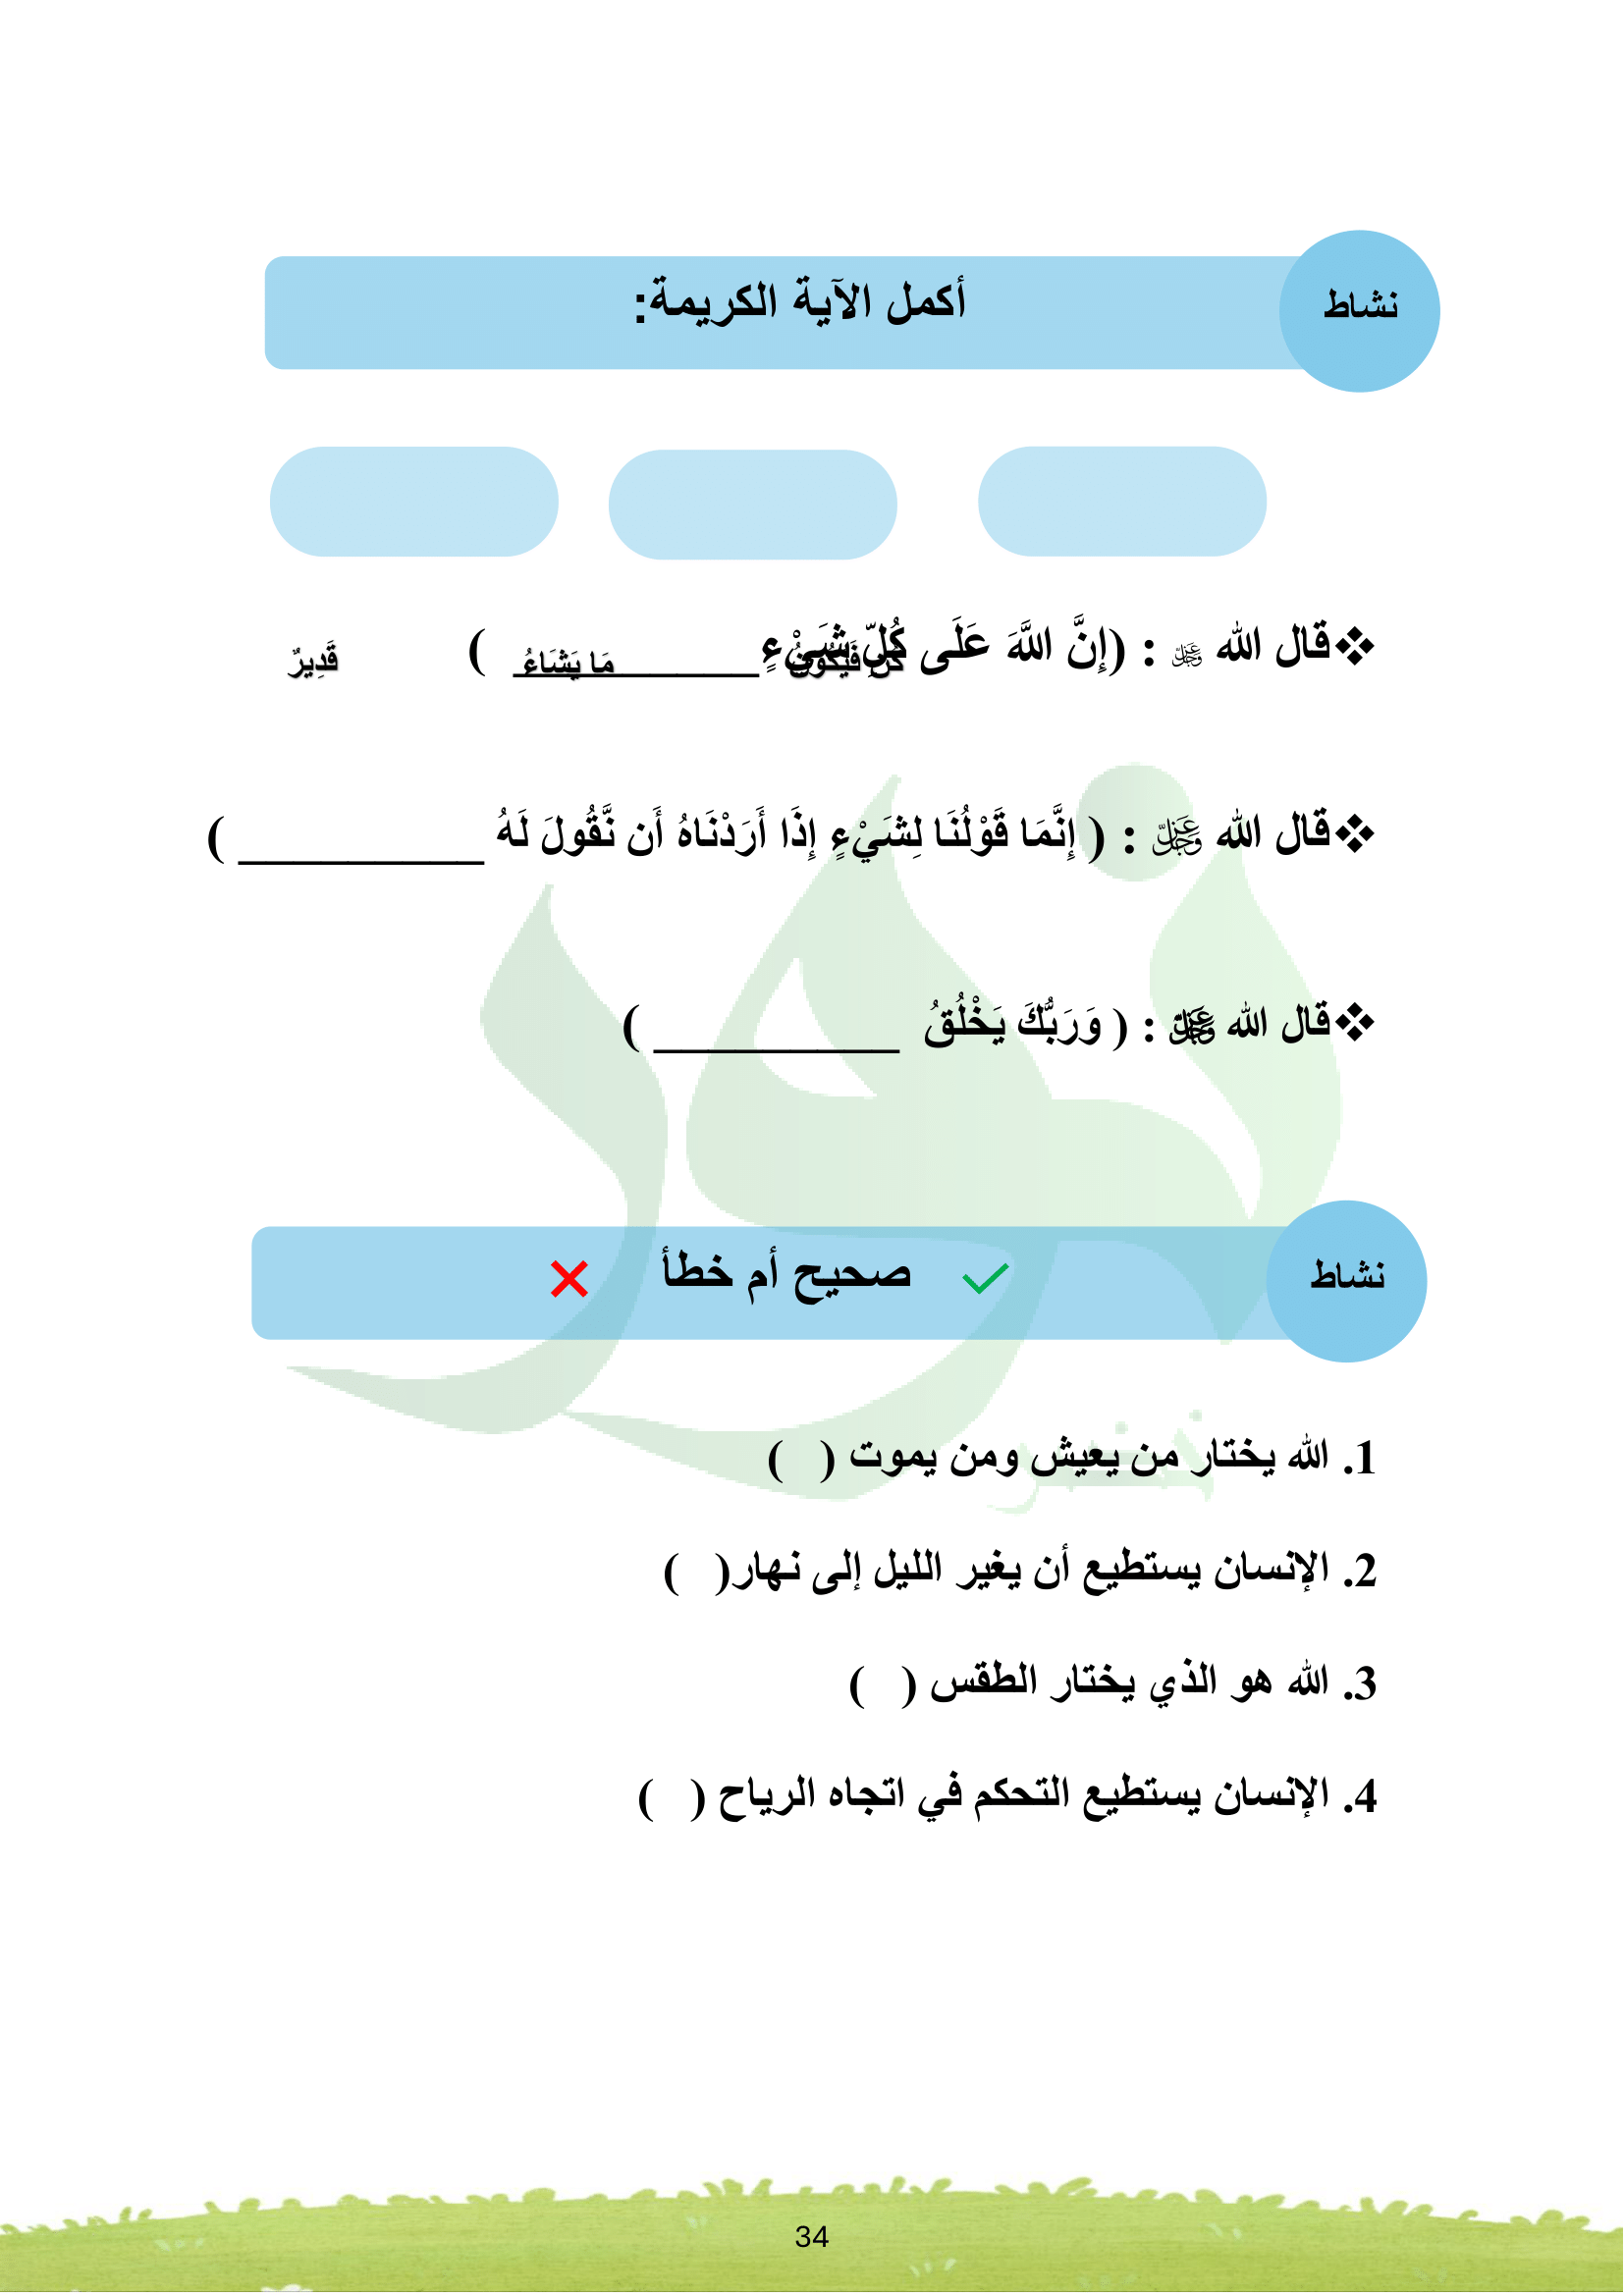 نشاط
أكمل الآية الكريمة:
❖قال الله ﷻ : (إِنَّ اللَّهَ عَلَى كُلِّ شَيْءٍ __________ )
كُن فَيَكُونُ
مَا يَشَاءُ
قَدِيرٌ
❖قال الله ﷻ : ( إِنَّمَا قَوْلُنَا لِشَيْءٍ إِذَا أَرَدْنَاهُ أَن نَّقُولَ لَهُ __________ )
❖قال الله ﷻ : ( وَرَبُّكَ يَخْلُقُ __________ )
نشاط
✓ صحيح أم خطأ ✕
1. الله يختار من يعيش ومن يموت ( )
2. الإنسان يستطيع أن يغير الليل إلى نهار( )
3. الله هو الذي يختار الطقس ( )
4. الإنسان يستطيع التحكم في اتجاه الرياح ( )
34